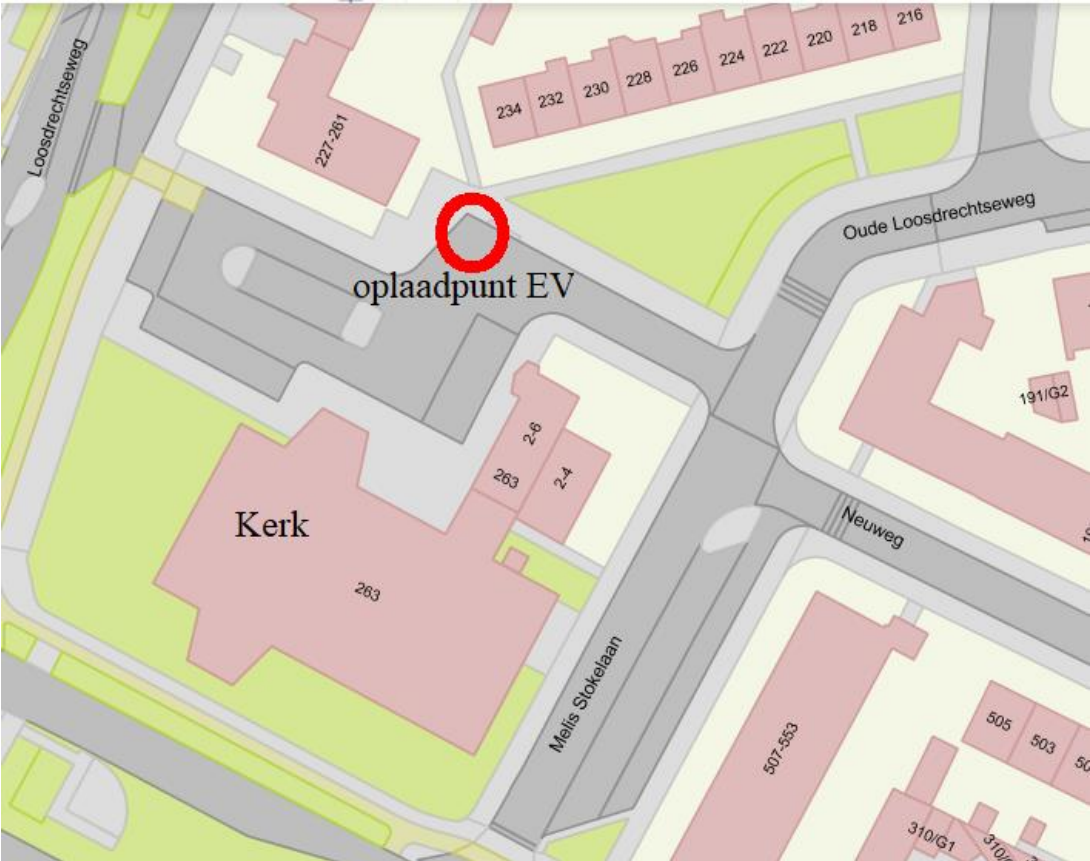 Loosdrechtseweg
227-261
234
232
230
228
226
224
222
220
218
216
Oude Loosdrechtseweg
oplaadpunt EV
191/G2
2-6
263
2-4
Kerk
263
Neuweg
Melis Stokelaan
507-553
505
503
310/G1